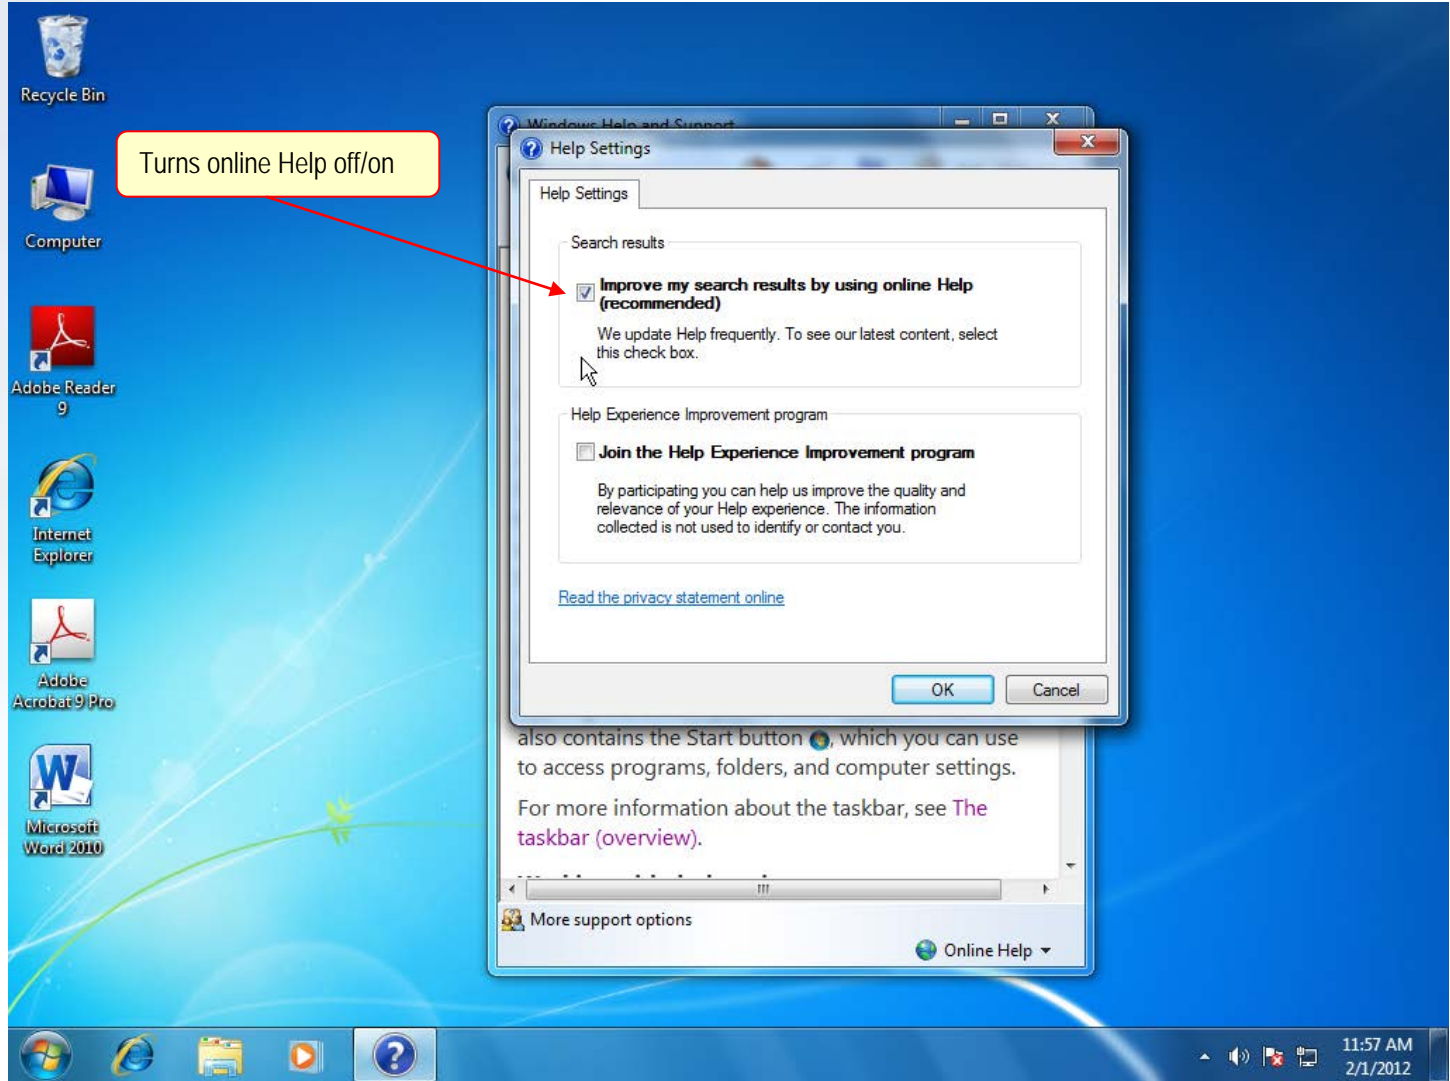 Recycle Bin
Computer
Adobe Reader
9
Internet
Explorer
Adobe
Acrobat 9 Pro
Microsoft
Word 2010
Turns online Help off/on
Windows Help and Support
Help Settings
Help Settings
Search results
Improve my search results by using online Help
(recommended)
We update Help frequently. To see our latest content, select
this check box.
Help Experience Improvement program
Join the Help Experience Improvement program
By participating you can help us improve the quality and
relevance of your Help experience. The information
collected is not used to identify or contact you.
Read the privacy statement online
OK
Cancel
also contains the Start button , which you can use
to access programs, folders, and computer settings.
For more information about the taskbar, see The
taskbar (overview).
More support options
Online Help
11:57 AM
2/1/2012